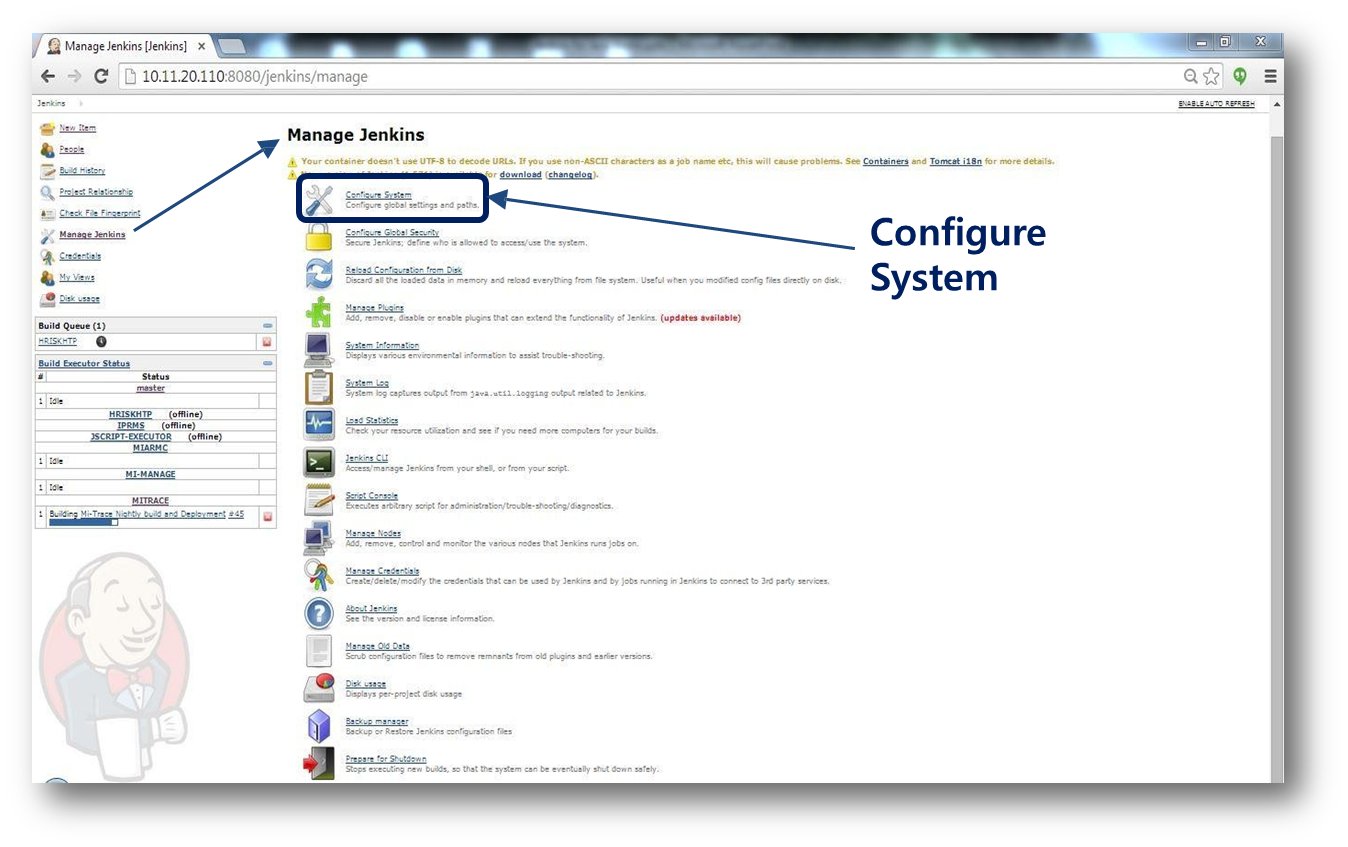 Manage Jenkins [Jenkins]
10.11.20.110:8080/jenkins/manage
Jenkins
ENABLE AUTO REFRESH
New Item
People
Build History
Project Relationship
Check File Fingerprint
Manage Jenkins
Credentials
My Views
Disk usage
Build Queue (1)
HRISKHTP
Build Executor Status
# Status
master
1 Idle
HRISKHTP (offline)
IPRMS (offline)
JSCRIPT-EXECUTOR (offline)
MIARMC
1 Idle
MI-MANAGE
1 Idle
MITRACE
1 Building Mi-Trace Nightly build and Deployment #45
Manage Jenkins
Your container doesn't use UTF-8 to decode URLs. If you use non-ASCII characters as a job name etc, this will cause problems. See Containers and Tomcat i18n for more details.
for download (changelog).
Configure System
Configure global settings and paths.
Configure Global Security
Secure Jenkins; define who is allowed to access/use the system.
Reload Configuration from Disk
Discard all the loaded data in memory and reload everything from file system. Useful when you modified config files directly on disk.
Manage Plugins
Add, remove, disable or enable plugins that can extend the functionality of Jenkins. (updates available)
System Information
Displays various environmental information to assist trouble-shooting.
System Log
System log captures output from java.util.logging output related to Jenkins.
Load Statistics
Check your resource utilization and see if you need more computers for your builds.
Jenkins CLI
Access/manage Jenkins from your shell, or from your script.
Script Console
Executes arbitrary script for administration/trouble-shooting/diagnostics.
Manage Nodes
Add, remove, control and monitor the various nodes that Jenkins runs jobs on.
Manage Credentials
Create/delete/modify the credentials that can be used by Jenkins and by jobs running in Jenkins to connect to 3rd party services.
About Jenkins
See the version and license information.
Manage Old Data
Scrub configuration files to remove remnants from old plugins and earlier versions.
Disk usage
Displays per-project disk usage
Backup manager
Backup or Restore Jenkins configuration files
Prepare for Shutdown
Stops executing new builds, so that the system can be eventually shut down safely.
Configure
System